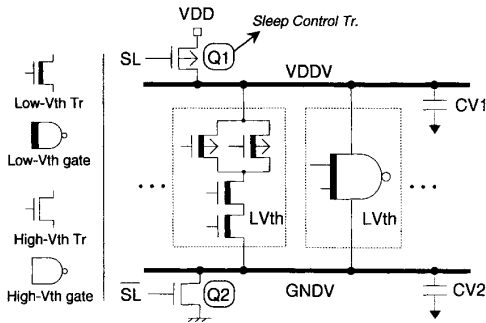 VDD
Sleep Control Tr.
SL
Q1
VDDV
Low-Vth Tr
CV1
Low-Vth gate
LVth
LVth
High-Vth Tr
High-Vth gate
SL
Q2
GNDV
CV2